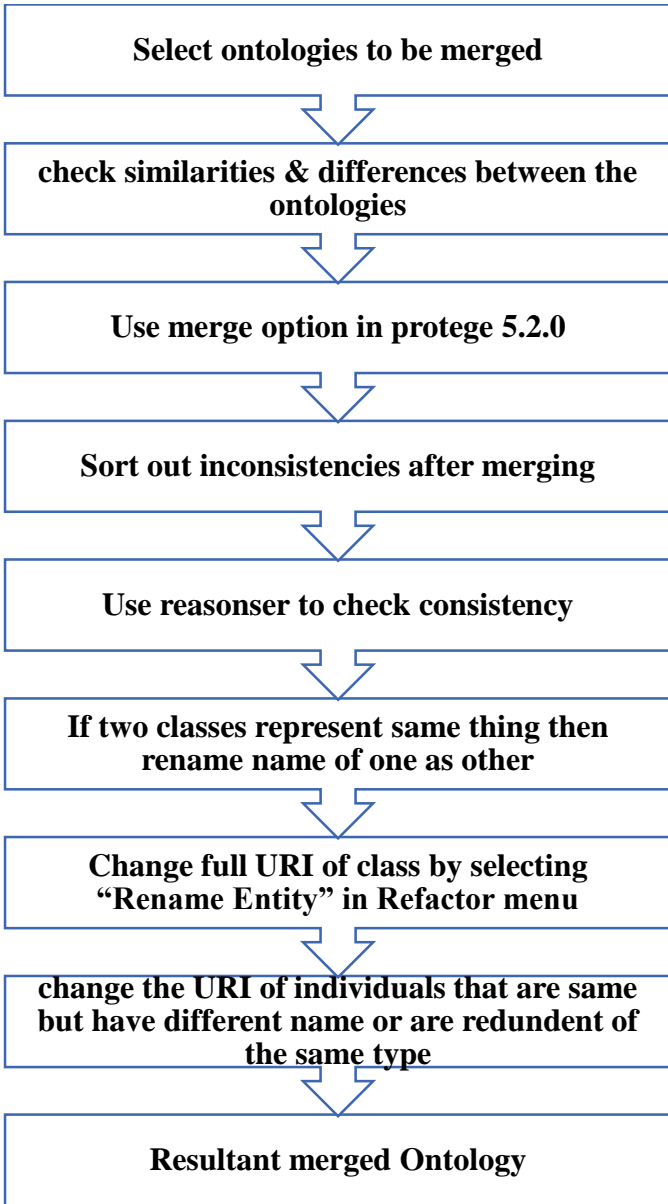 Select ontologies to be merged
check similarities & differences between the
ontologies
Use merge option in protege 5.2.0
Sort out inconsistencies after merging
Use reasonser to check consistency
If two classes represent same thing then
rename name of one as other
Change full URI of class by selecting
“Rename Entity” in Refactor menu
change the URI of individuals that are same
but have different name or are redundent of
the same type
Resultant merged Ontology